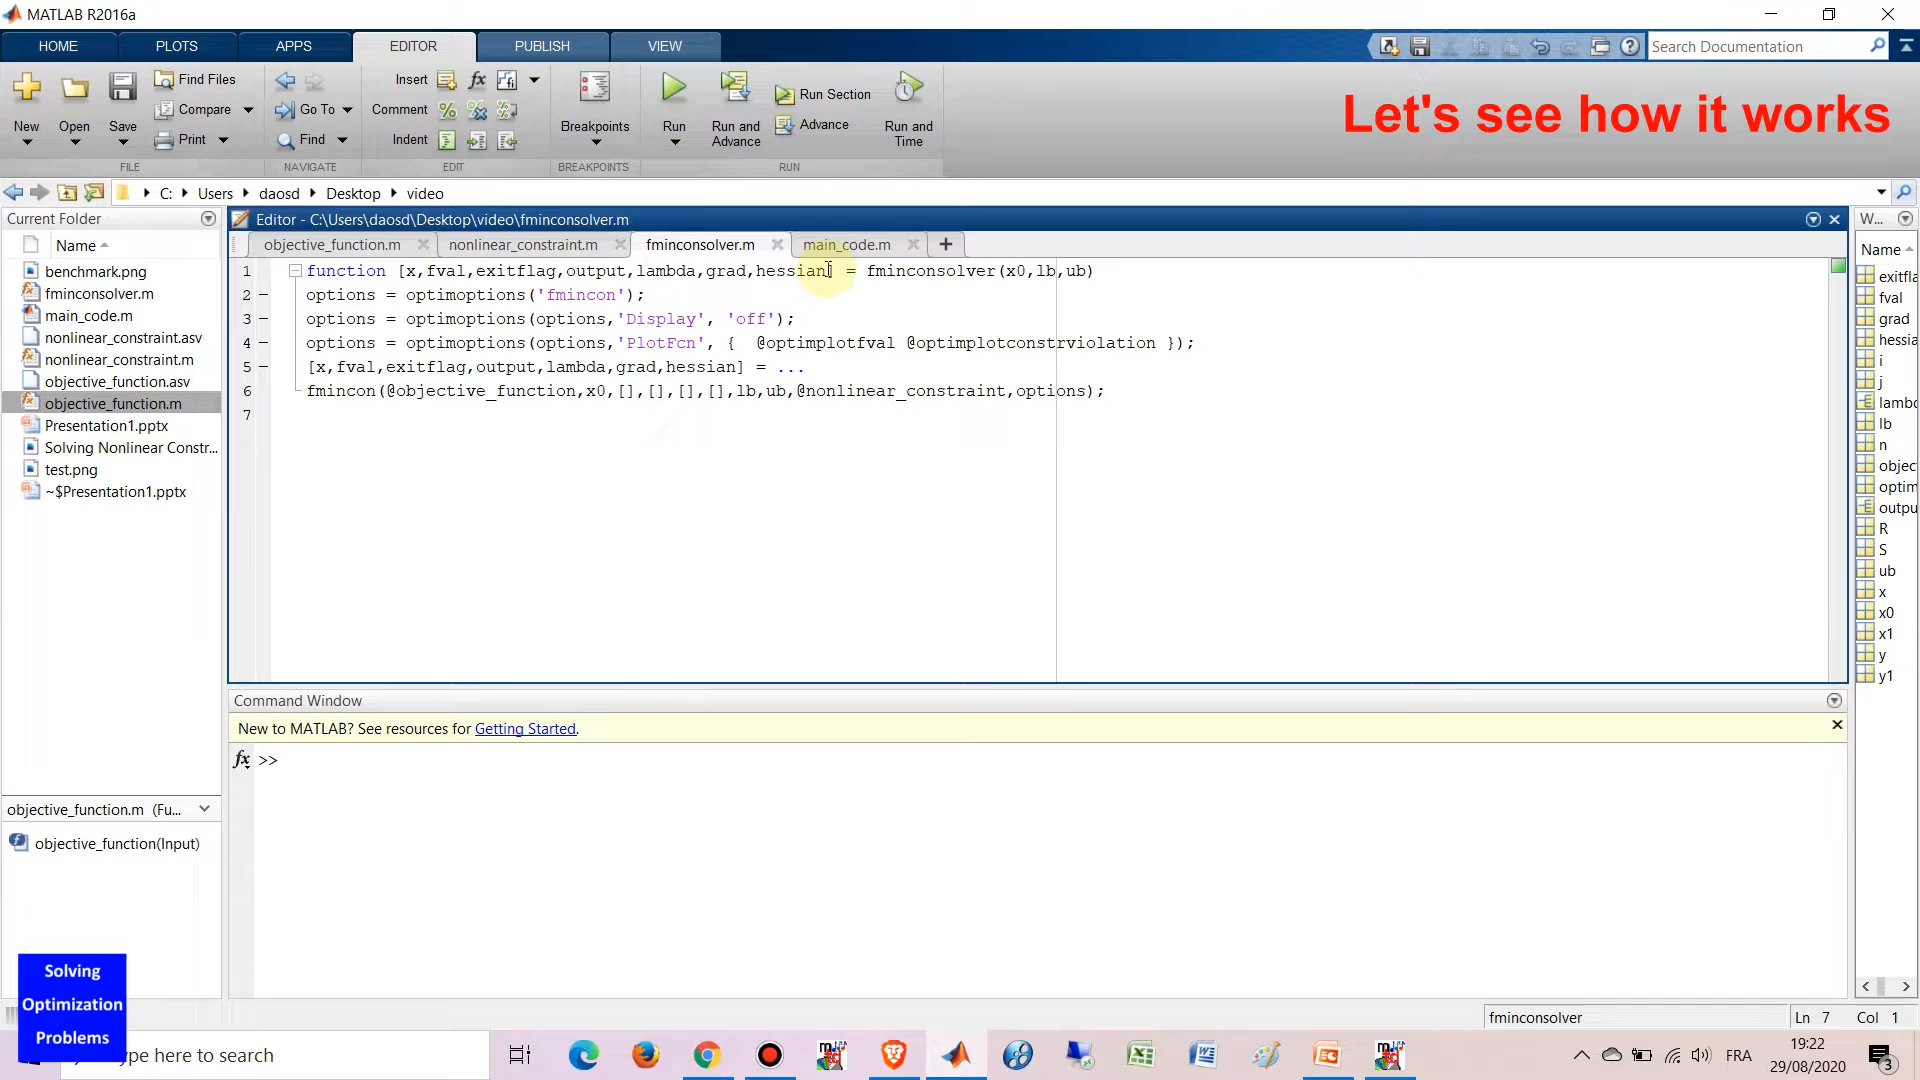 MATLAB R2016a
HOME PLOTS APPS EDITOR PUBLISH VIEW Search Documentation
New Open Save Find Files Compare Print
Go To Find
Insert Comment Indent
Breakpoints
Run Run and Advance Run Section Advance Run and Time
FILE NAVIGATE EDIT BREAKPOINTS RUN
Let's see how it works
C: Users daosd Desktop video
Current Folder
Name
benchmark.png
fminconsolver.m
main_code.m
nonlinear_constraint.asv
nonlinear_constraint.m
objective_function.asv
objective_function.m
Presentation1.pptx
Solving Nonlinear Constr...
test.png
~$Presentation1.pptx
objective_function.m (Fu...
objective_function(Input)
Editor - C:\Users\daosd\Desktop\video\fminconsolver.m
objective_function.m nonlinear_constraint.m fminconsolver.m main_code.m
1 function [x,fval,exitflag,output,lambda,grad,hessian] = fminconsolver(x0,lb,ub)
2 options = optimoptions('fmincon');
3 options = optimoptions(options,'Display', 'off');
4 options = optimoptions(options,'PlotFcn', { @optimplotfval @optimplotconstrviolation });
5 [x,fval,exitflag,output,lambda,grad,hessian] = ...
6 fmincon(@objective_function,x0,[],[],[],[],lb,ub,@nonlinear_constraint,options);
7
Command Window
New to MATLAB? See resources for Getting Started.
fx >>
W...
Name
exitfla
fval
grad
hessia
i
j
lambd
lb
n
objec
optim
outpu
R
S
ub
x
x0
x1
y
y1
fminconsolver Ln 7 Col 1
Solving
Optimization
Problems
ype here to search
FRA
19:22
29/08/2020
3